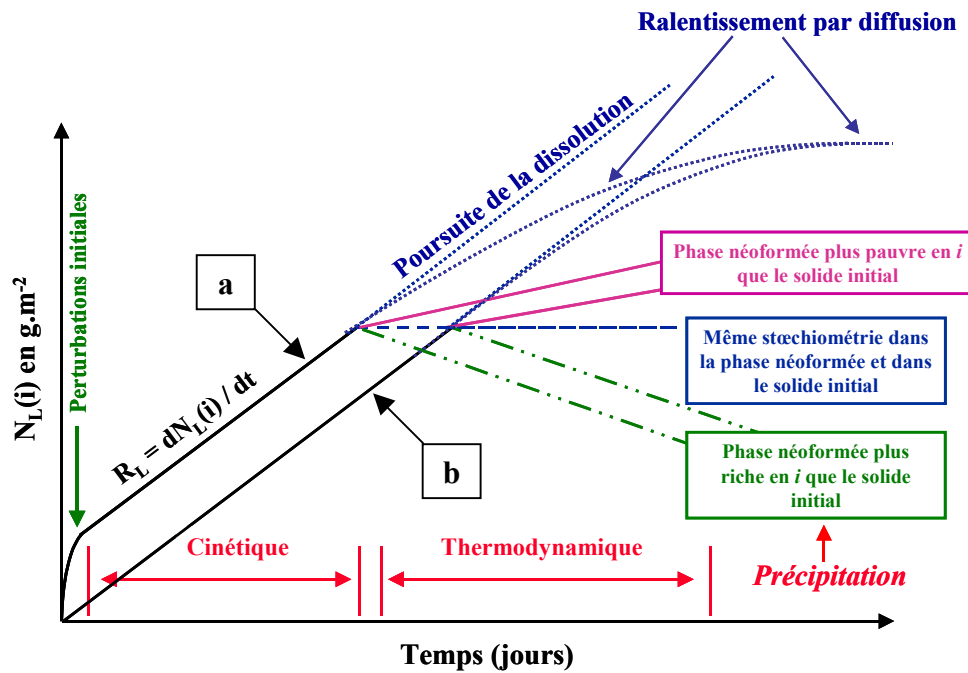 Ralentissement par diffusion
Poursuite de la dissolution
Perturbations initiales
N_L(i) en g.m⁻²
a
R_L = dN_L(i) / dt
b
Phase néoformée plus pauvre en i
que le solide initial
Même stœchiométrie dans
la phase néoformée et dans
le solide initial
Phase néoformée plus
riche en i que le solide
initial
Cinétique
Thermodynamique
Précipitation
Temps (jours)